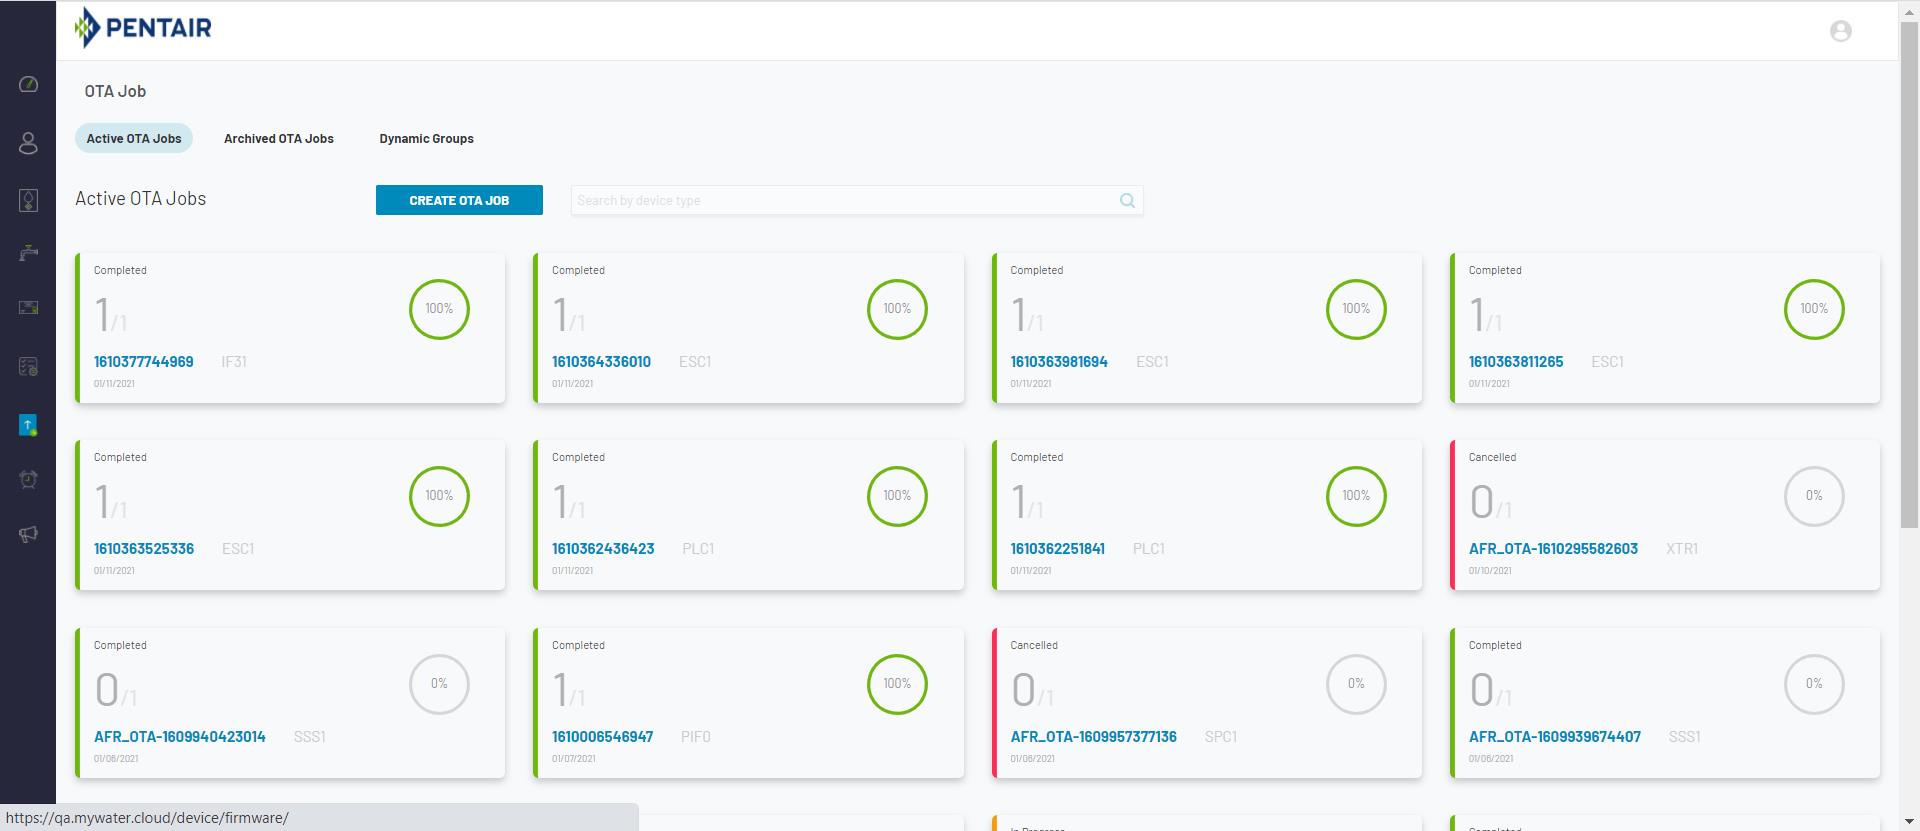 PENTAIR
OTA Job
Active OTA Jobs
Archived OTA Jobs
Dynamic Groups
Active OTA Jobs
CREATE OTA JOB
Search by device type
Completed
1/1
100%
1610377744969 IF31
01/11/2021
Completed
1/1
100%
1610364336010 ESC1
01/11/2021
Completed
1/1
100%
1610363981694 ESC1
01/11/2021
Completed
1/1
100%
1610363811265 ESC1
01/11/2021
Completed
1/1
100%
1610363525336 ESC1
01/11/2021
Completed
1/1
100%
1610362436423 PLC1
01/11/2021
Completed
1/1
100%
1610362251841 PLC1
01/11/2021
Cancelled
0/1
0%
AFR_OTA-1610295582603 XTR1
01/10/2021
Completed
0/1
0%
AFR_OTA-1609940423014 SSS1
01/06/2021
Completed
1/1
100%
1610006546947 PIF0
01/07/2021
Cancelled
0/1
0%
AFR_OTA-1609957377136 SPC1
01/06/2021
Completed
0/1
0%
AFR_OTA-1609939674407 SSS1
01/06/2021
In Progress
Completed
https://qa.mywater.cloud/device/firmware/